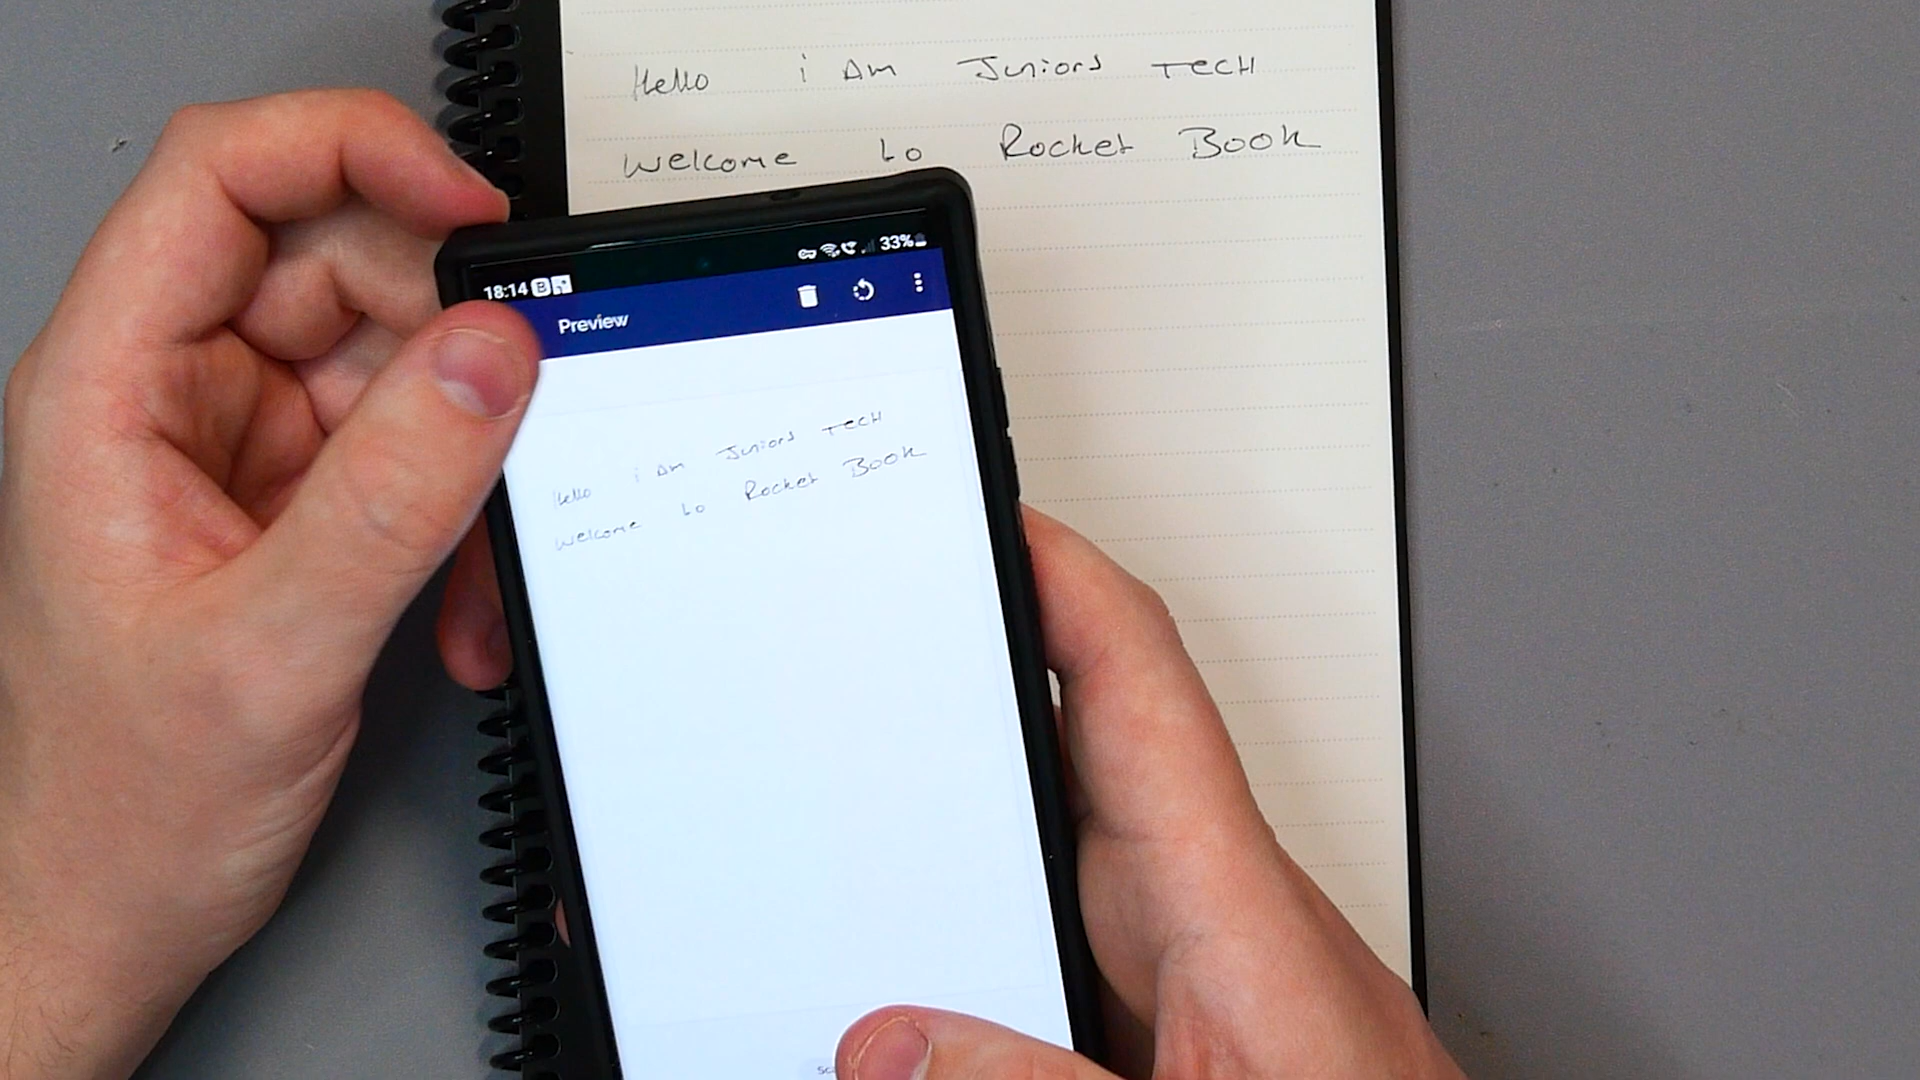 Hello i Am Juniors TECH
Welcome to Rocket Book
18:14 33%
Preview
Hello i Am Juniors TECH
Welcome to Rocket Book